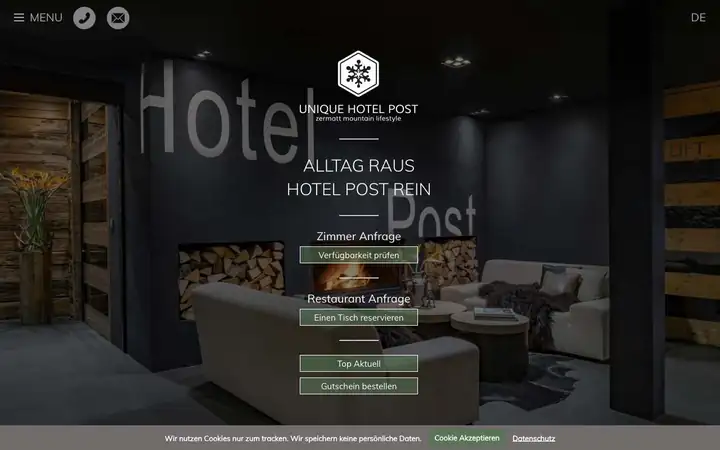 MENU
DE
UNIQUE HOTEL POST
zermatt mountain lifestyle
Hotel
ALLTAG RAUS
HOTEL POST REIN
Post
Zimmer Anfrage
Verfügbarkeit prüfen
Restaurant Anfrage
Einen Tisch reservieren
Top Aktuell
Gutschein bestellen
Wir nutzen Cookies nur zum tracken. Wir speichern keine persönliche Daten. Cookie Akzeptieren Datenschutz